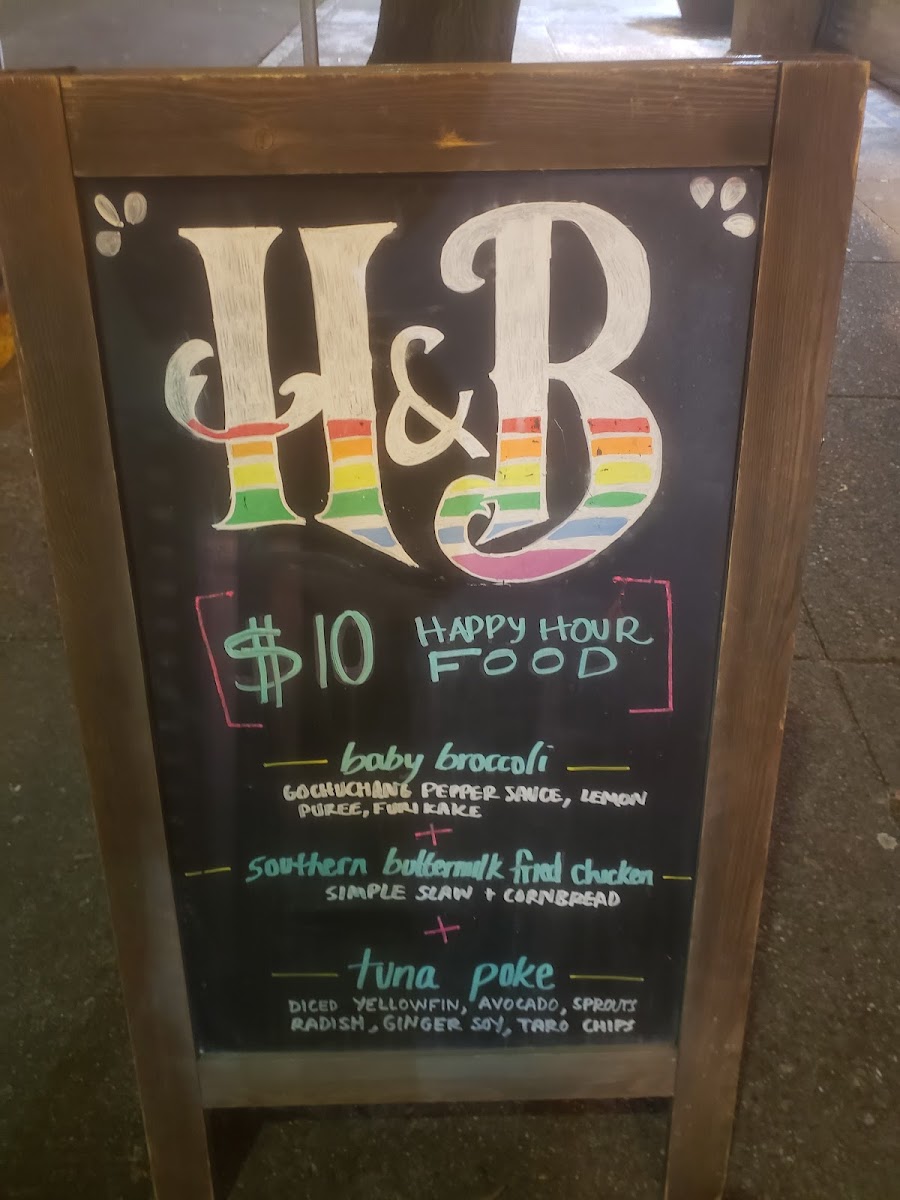 H&B
$10 HAPPY HOUR
FOOD
baby broccoli
GOCHUCHANG PEPPER SAUCE, LEMON
PUREE, FURIKAKE
+
southern buttermilk fried chicken
SIMPLE SLAW + CORNBREAD
+
tuna poke
DICED YELLOWFIN, AVOCADO, SPROUTS
RADISH, GINGER SOY, TARO CHIPS